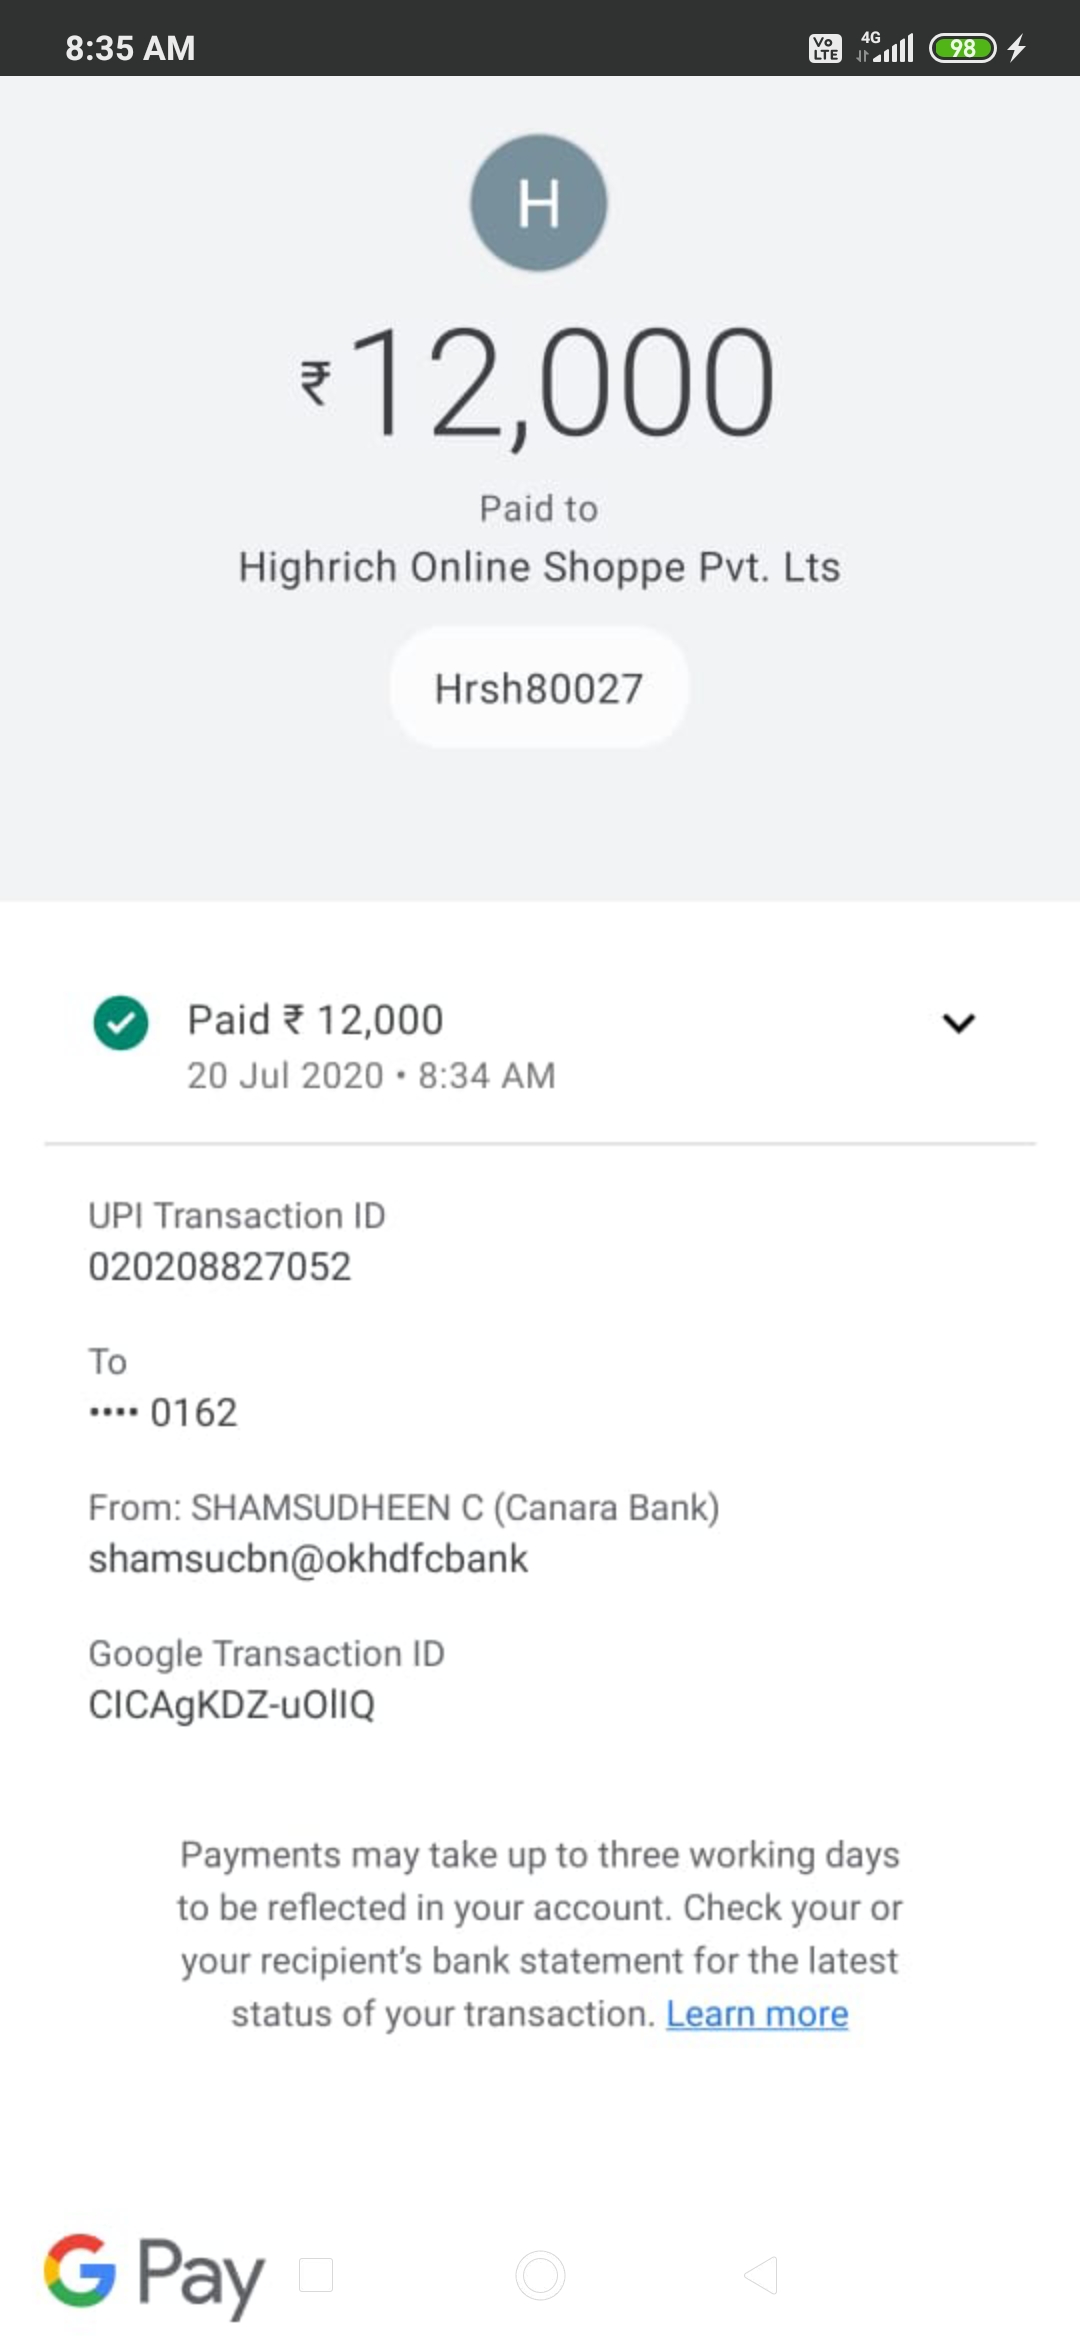 8:35 AM
Vo LTE 4G 98
H
₹12,000
Paid to
Highrich Online Shoppe Pvt. Lts
Hrsh80027
Paid ₹ 12,000
20 Jul 2020 • 8:34 AM
UPI Transaction ID
020208827052
To
•••• 0162
From: SHAMSUDHEEN C (Canara Bank)
shamsucbn@okhdfcbank
Google Transaction ID
CICAgKDZ-uOlIQ
Payments may take up to three working days
to be reflected in your account. Check your or
your recipient’s bank statement for the latest
status of your transaction. Learn more
G Pay